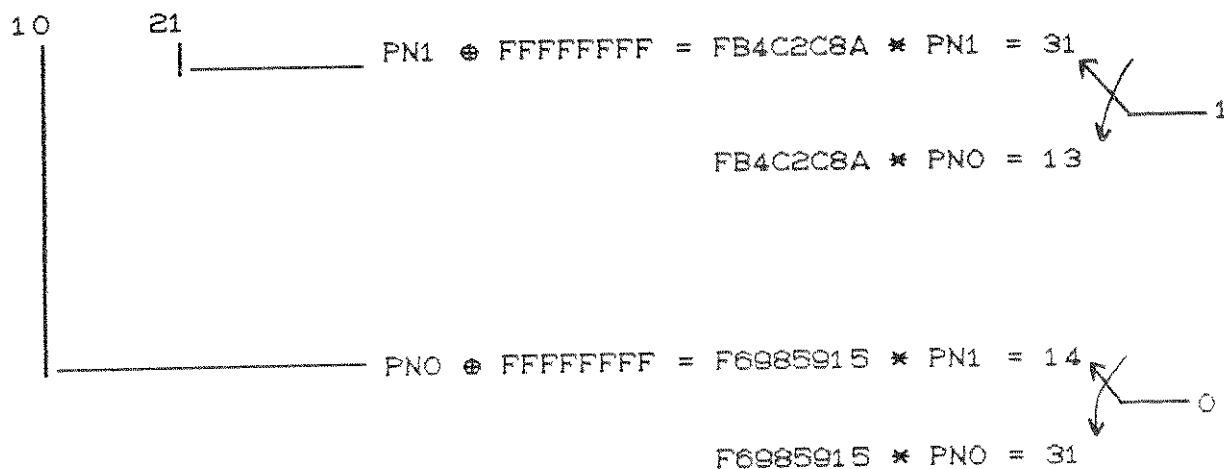 10 21
PN1 ⊕ FFFFFFFF = FB4C2C8A * PN1 = 31
1
FB4C2C8A * PN0 = 13
PN0 ⊕ FFFFFFFF = F6985915 * PN1 = 14
0
F6985915 * PN0 = 31